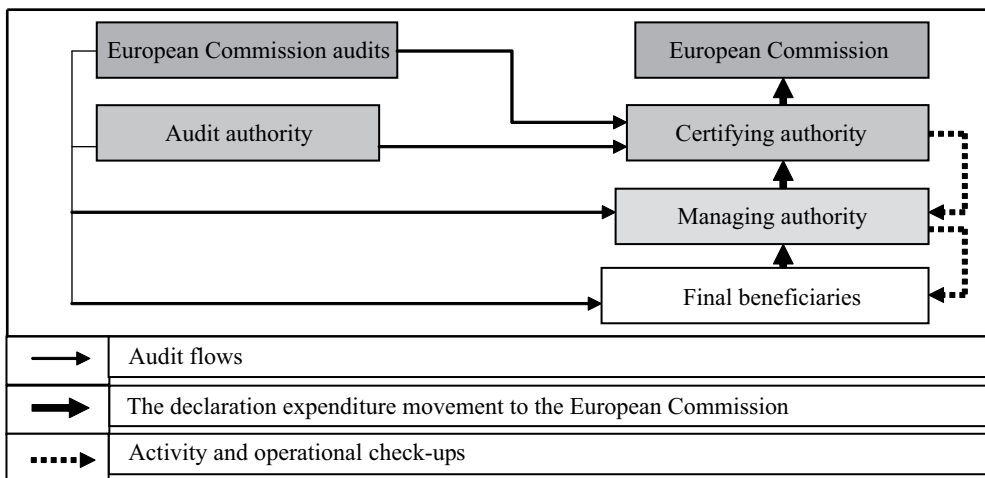 European Commission audits
European Commission
Audit authority
Certifying authority
Managing authority
Final beneficiaries
Audit flows
The declaration expenditure movement to the European Commission
Activity and operational check-ups